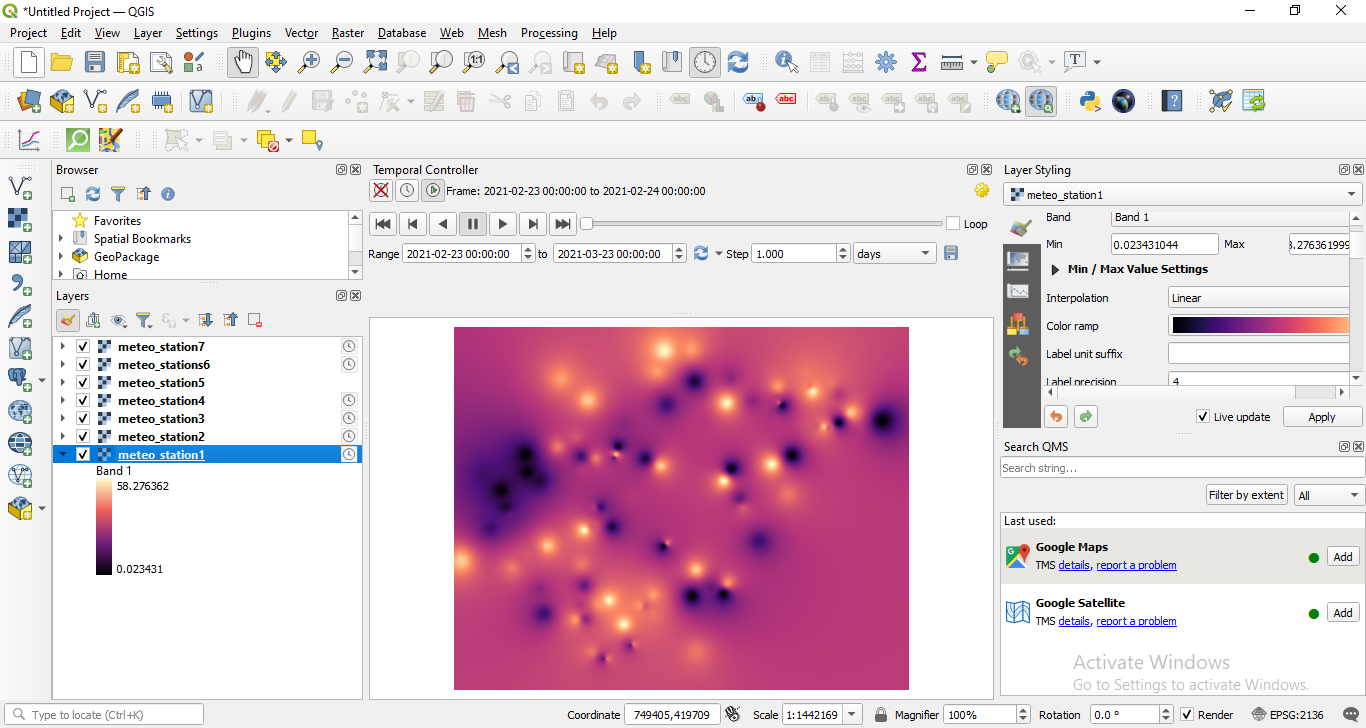 *Untitled Project — QGIS
Project Edit View Layer Settings Plugins Vector Raster Database Web Mesh Processing Help
Browser
Favorites
Spatial Bookmarks
GeoPackage
Home
Layers
meteo_station7
meteo_stations6
meteo_station5
meteo_station4
meteo_station3
meteo_station2
meteo_station1
Band 1
58.276362
0.023431
Temporal Controller
Frame: 2021-02-23 00:00:00 to 2021-02-24 00:00:00
Loop
Range 2021-02-23 00:00:00 to 2021-03-23 00:00:00 Step 1.000 days
Layer Styling
meteo_station1
Band Band 1
Min 0.023431044 Max 3.276361999
Min / Max Value Settings
Interpolation Linear
Color ramp
Label unit suffix
Label precision 4
Live update Apply
Search QMS
Search string...
Filter by extent All
Last used:
Google Maps
TMS details, report a problem
Add
Google Satellite
TMS details, report a problem
Add
Activate Windows
Go to Settings to activate Windows.
Type to locate (Ctrl+K) Coordinate 749405,419709 Scale 1:1442169 Magnifier 100% Rotation 0.0 ° Render EPSG:2136